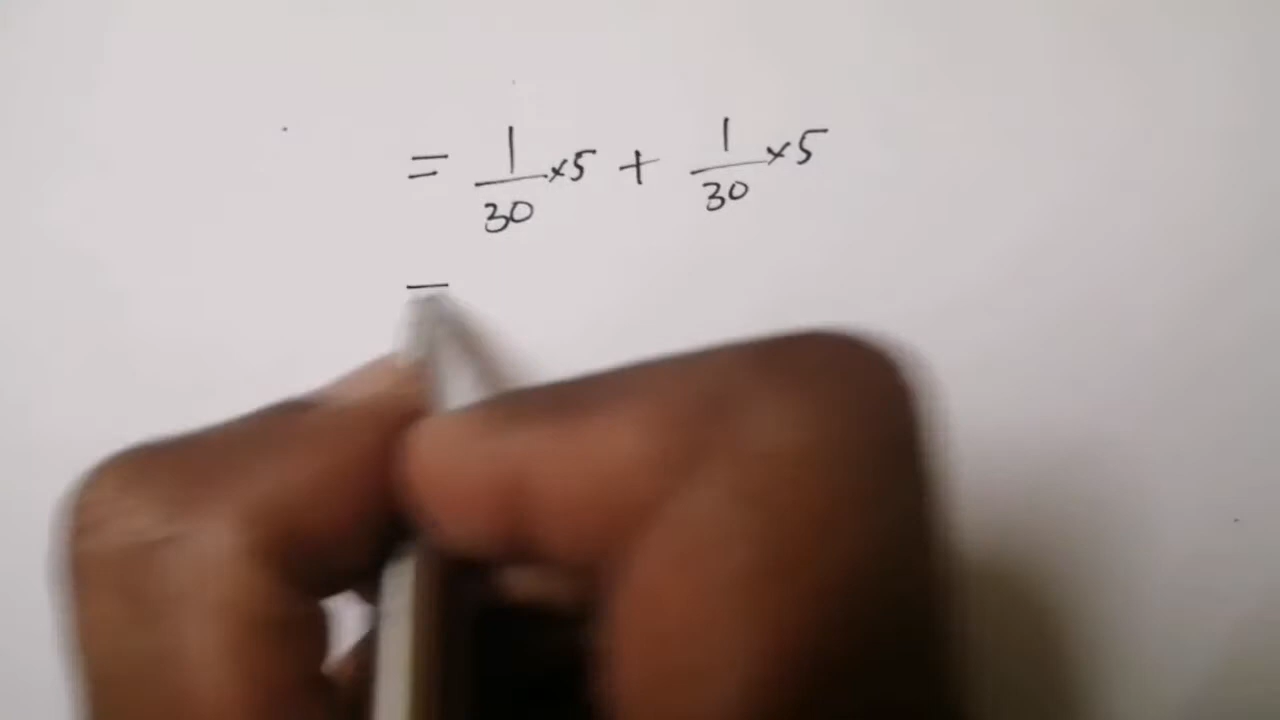 = 1/30 ×5 + 1/30 ×5
=